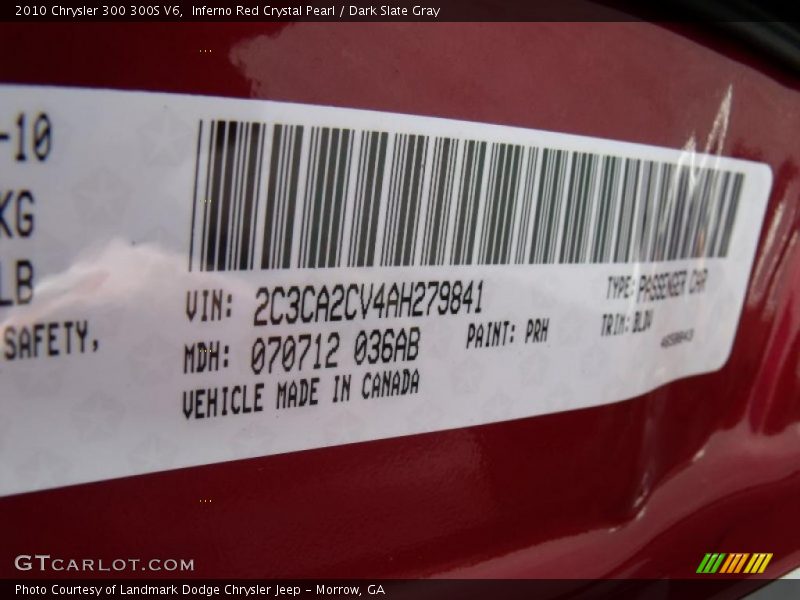 2010 Chrysler 300 300S V6, Inferno Red Crystal Pearl / Dark Slate Gray
-10
KG
LB
SAFETY,
VIN: 2C3CA2CV4AH279841
TYPE: PASSENGER CAR
MDH: 070712 036AB
PAINT: PRH
TRIM:
VEHICLE MADE IN CANADA
GTCARLOT.COM
Photo Courtesy of Landmark Dodge Chrysler Jeep - Morrow, GA